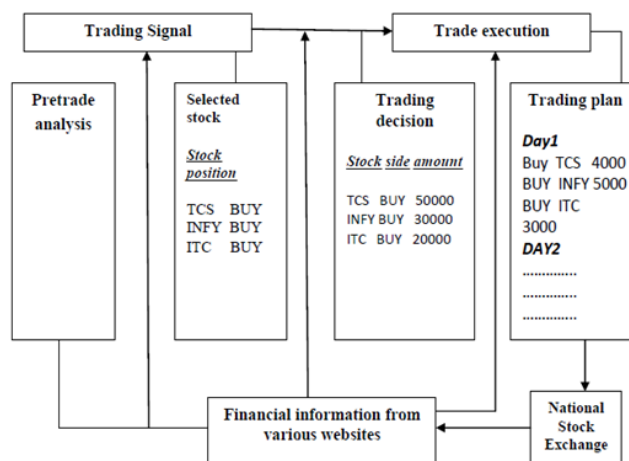 Trading Signal
Trade execution
Pretrade
analysis
Selected
stock
Stock
position
TCS BUY
INFY BUY
ITC BUY
Trading
decision
Stock side amount
TCS BUY 50000
INFY BUY 30000
ITC BUY 20000
Trading plan
Day1
Buy TCS 4000
BUY INFY 5000
BUY ITC
3000
DAY2
..............
..............
..............
Financial information from
various websites
National
Stock
Exchange